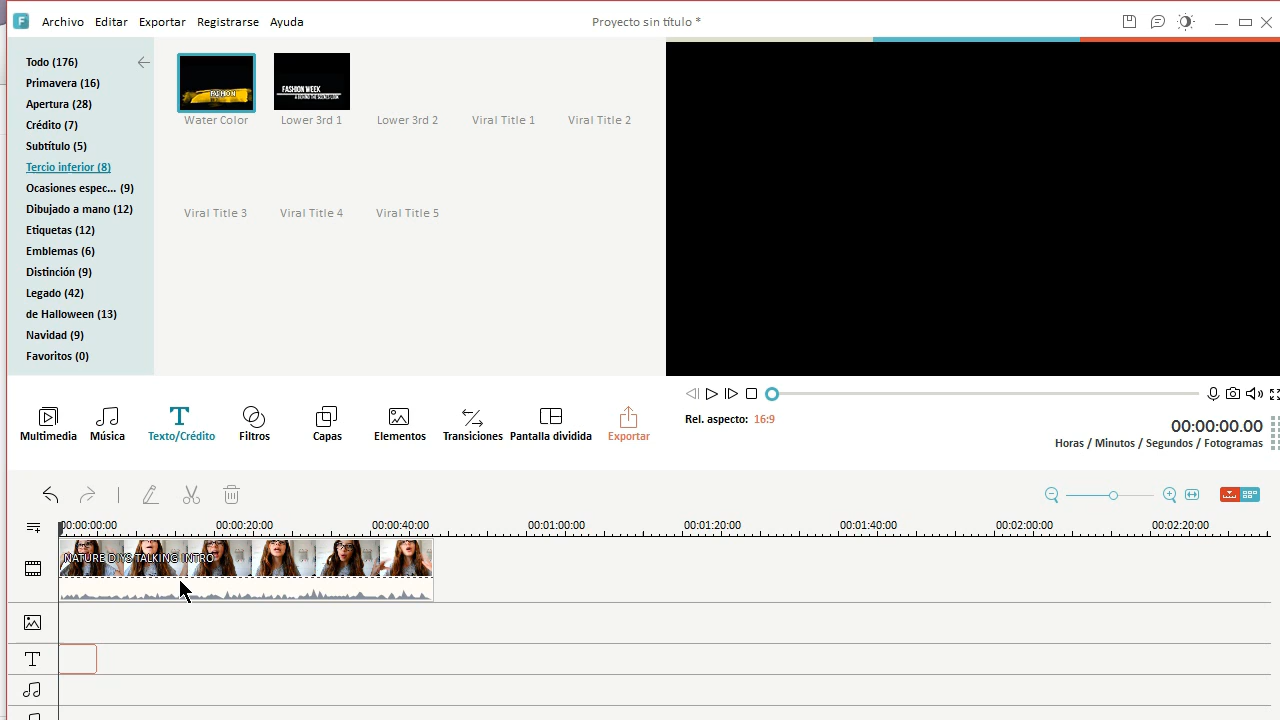 Archivo Editar Exportar Registrarse Ayuda
Proyecto sin título *
Todo (176)
Primavera (16)
Apertura (28)
Crédito (7)
Subtítulo (5)
Tercio inferior (8)
Ocasiones espec... (9)
Dibujado a mano (12)
Etiquetas (12)
Emblemas (6)
Distinción (9)
Legado (42)
de Halloween (13)
Navidad (9)
Favoritos (0)
FASHION
FASHION WEEK
Water Color Lower 3rd 1 Lower 3rd 2 Viral Title 1 Viral Title 2
Viral Title 3 Viral Title 4 Viral Title 5
Multimedia Música Texto/Crédito Filtros Capas Elementos Transiciones Pantalla dividida Exportar
Rel. aspecto: 16:9
00:00:00.00
Horas / Minutos / Segundos / Fotogramas
00:00:00:00 00:00:20:00 00:00:40:00 00:01:00:00 00:01:20:00 00:01:40:00 00:02:00:00 00:02:20:00
NATURE DIYS TALKING INTRO